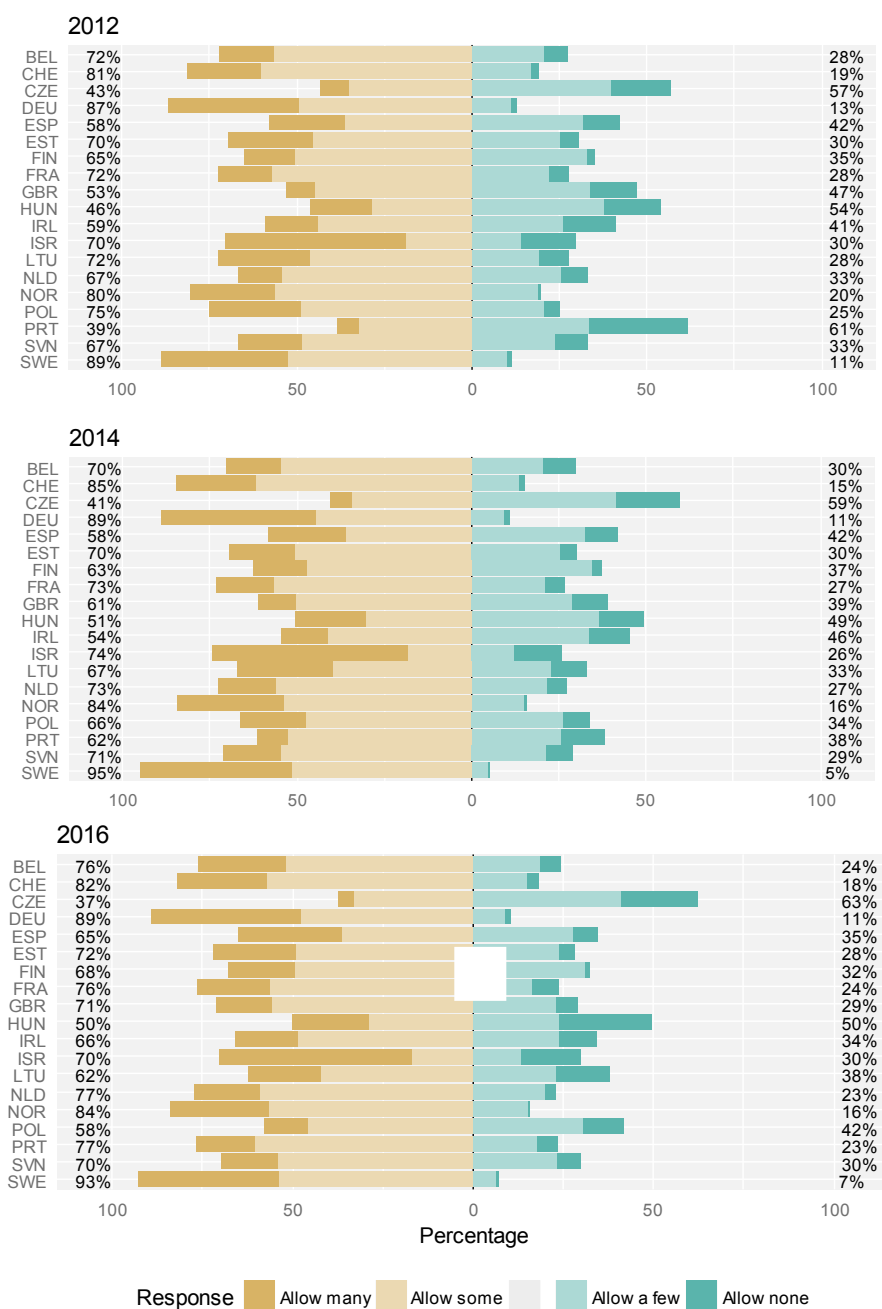 2012
BEL 72% 28%
CHE 81% 19%
CZE 43% 57%
DEU 87% 13%
ESP 58% 42%
EST 70% 30%
FIN 65% 35%
FRA 72% 28%
GBR 53% 47%
HUN 46% 54%
IRL 59% 41%
ISR 70% 30%
LTU 72% 28%
NLD 67% 33%
NOR 80% 20%
POL 75% 25%
PRT 39% 61%
SVN 67% 33%
SWE 89% 11%
100 50 0 50 100
2014
BEL 70% 30%
CHE 85% 15%
CZE 41% 59%
DEU 89% 11%
ESP 58% 42%
EST 70% 30%
FIN 63% 37%
FRA 73% 27%
GBR 61% 39%
HUN 51% 49%
IRL 54% 46%
ISR 74% 26%
LTU 67% 33%
NLD 73% 27%
NOR 84% 16%
POL 66% 34%
PRT 62% 38%
SVN 71% 29%
SWE 95% 5%
100 50 0 50 100
2016
BEL 76% 24%
CHE 82% 18%
CZE 37% 63%
DEU 89% 11%
ESP 65% 35%
EST 72% 28%
FIN 68% 32%
FRA 76% 24%
GBR 71% 29%
HUN 50% 50%
IRL 66% 34%
ISR 70% 30%
LTU 62% 38%
NLD 77% 23%
NOR 84% 16%
POL 58% 42%
PRT 77% 23%
SVN 70% 30%
SWE 93% 7%
100 50 0 50 100
Percentage
Response Allow many Allow some Allow a few Allow none